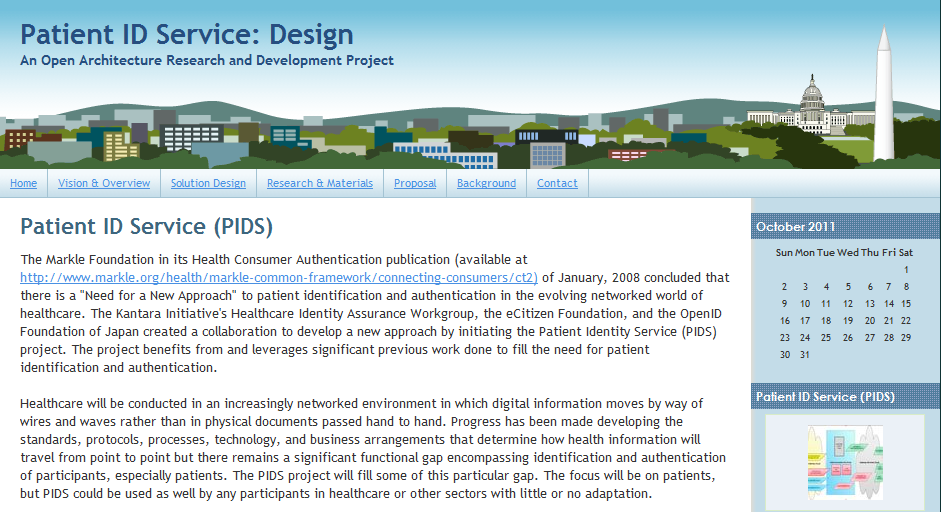 Patient ID Service: Design
An Open Architecture Research and Development Project
Home Vision & Overview Solution Design Research & Materials Proposal Background Contact
Patient ID Service (PIDS)
The Markle Foundation in its Health Consumer Authentication publication (available at
http://www.markle.org/health/markle-common-framework/connecting-consumers/ct2) of January, 2008 concluded that
there is a "Need for a New Approach" to patient identification and authentication in the evolving networked world of
healthcare. The Kantara Initiative's Healthcare Identity Assurance Workgroup, the eCitizen Foundation, and the OpenID
Foundation of Japan created a collaboration to develop a new approach by initiating the Patient Identity Service (PIDS)
project. The project benefits from and leverages significant previous work done to fill the need for patient
identification and authentication.
Healthcare will be conducted in an increasingly networked environment in which digital information moves by way of
wires and waves rather than in physical documents passed hand to hand. Progress has been made developing the
standards, protocols, processes, technology, and business arrangements that determine how health information will
travel from point to point but there remains a significant functional gap encompassing identification and authentication
of participants, especially patients. The PIDS project will fill some of this particular gap. The focus will be on patients,
but PIDS could be used as well by any participants in healthcare or other sectors with little or no adaptation.
October 2011
Sun Mon Tue Wed Thu Fri Sat
1
2 3 4 5 6 7 8
9 10 11 12 13 14 15
16 17 18 19 20 21 22
23 24 25 26 27 28 29
30 31
Patient ID Service (PIDS)